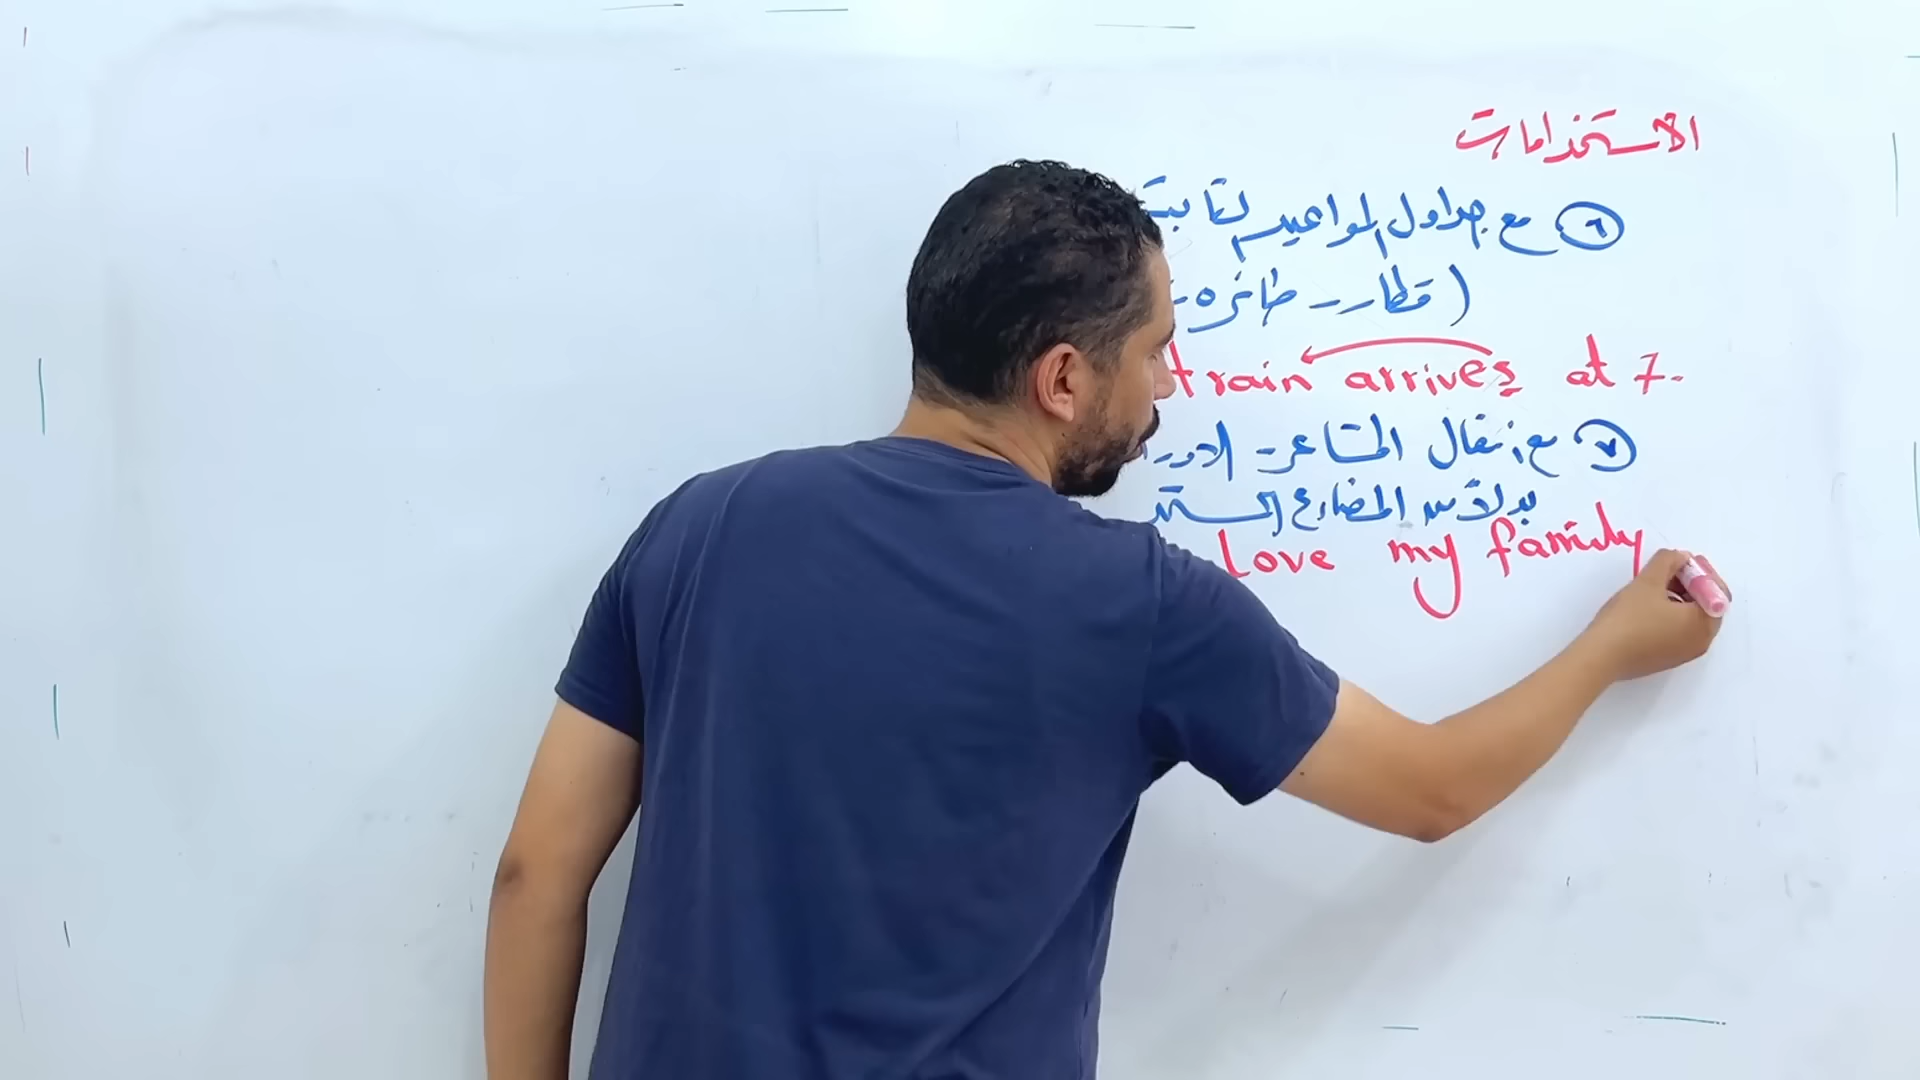 الاستخدامات
٦ مع جداول المواعيد الثابتة
( قطار - طائرة -
train arrives at 7.
٧ مع أفعال المشاعر -
بدلاً من المضارع المستمر
Love my family